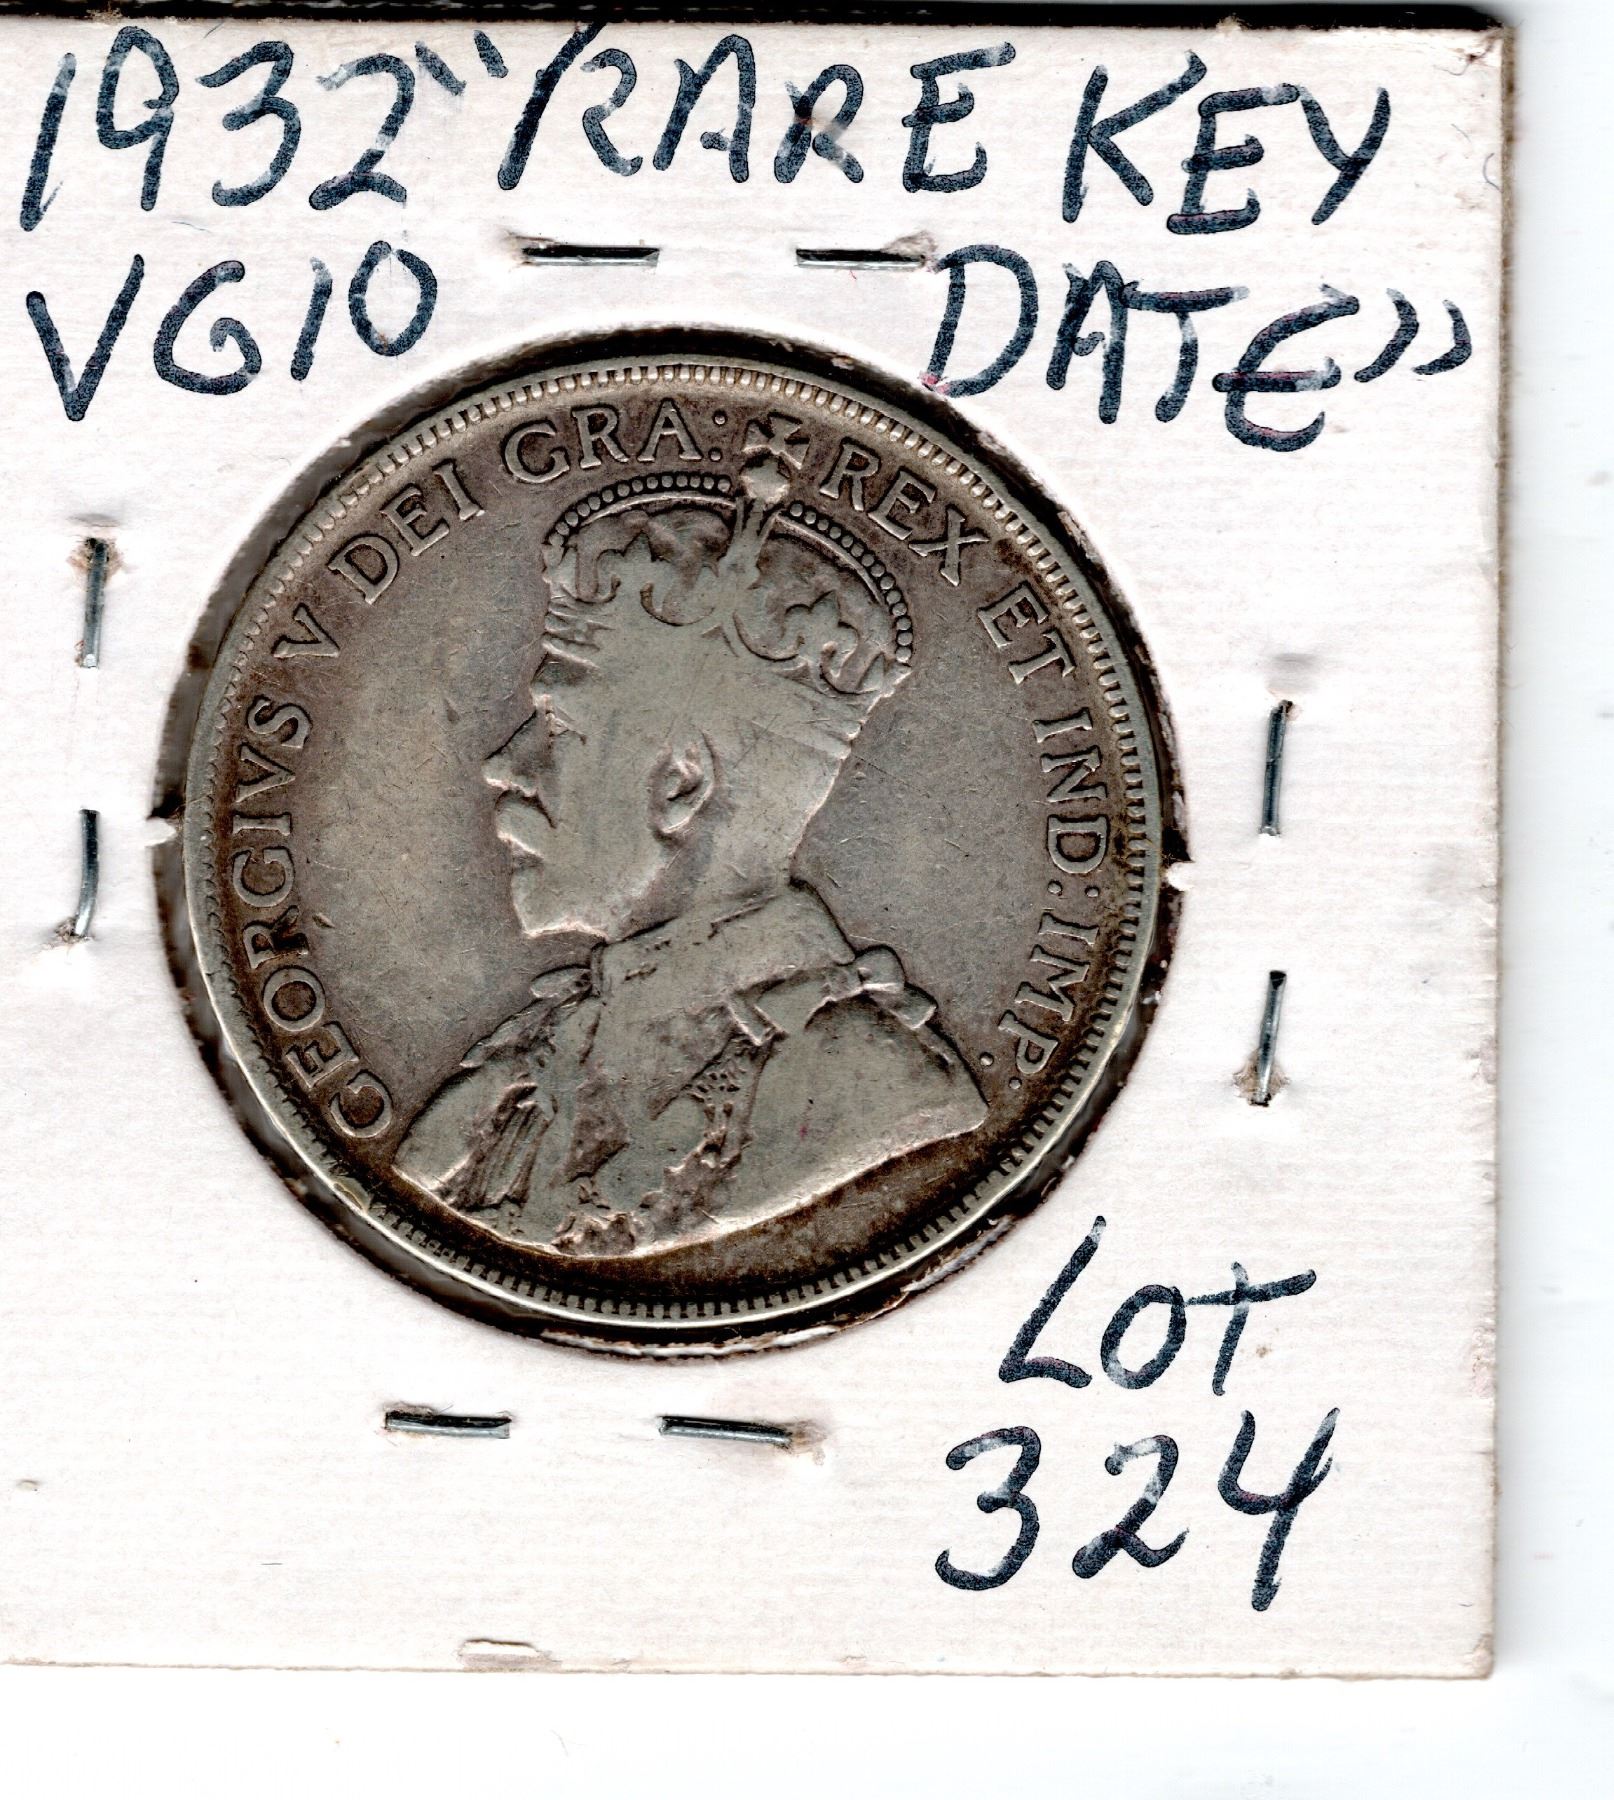 1932 "RARE KEY
VG10 DATE"
GEORGIVS V DEI GRA: REX ET IND: IMP:
LOT
324